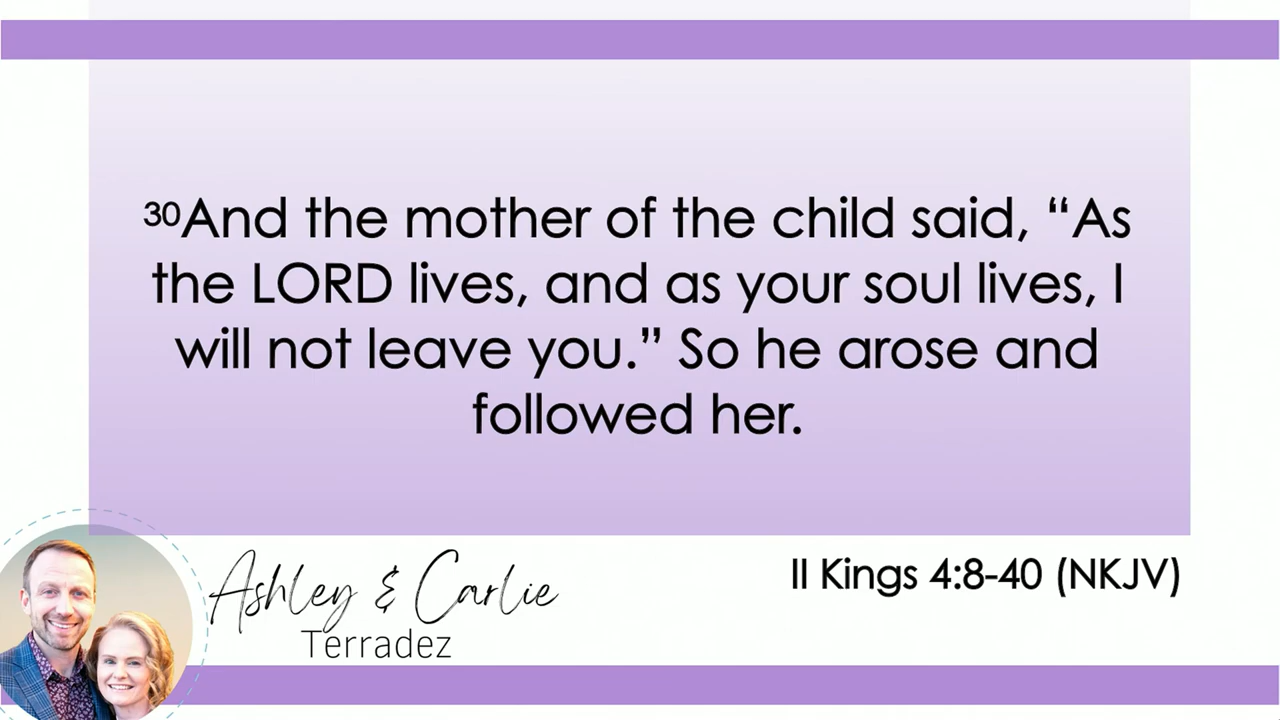 30And the mother of the child said, “As
the LORD lives, and as your soul lives, I
will not leave you.” So he arose and
followed her.
II Kings 4:8-40 (NKJV)
Ashley & Carlie
Terradez